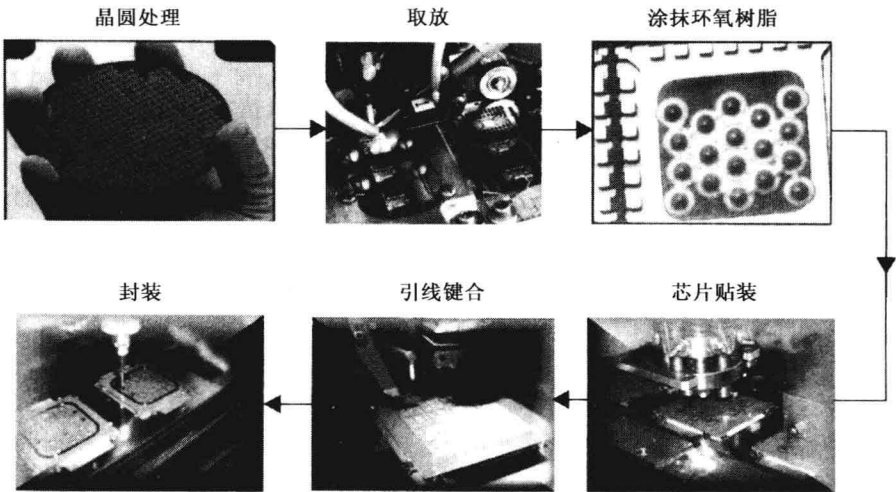 晶圆处理
取放
涂抹环氧树脂
封装
引线键合
芯片贴装